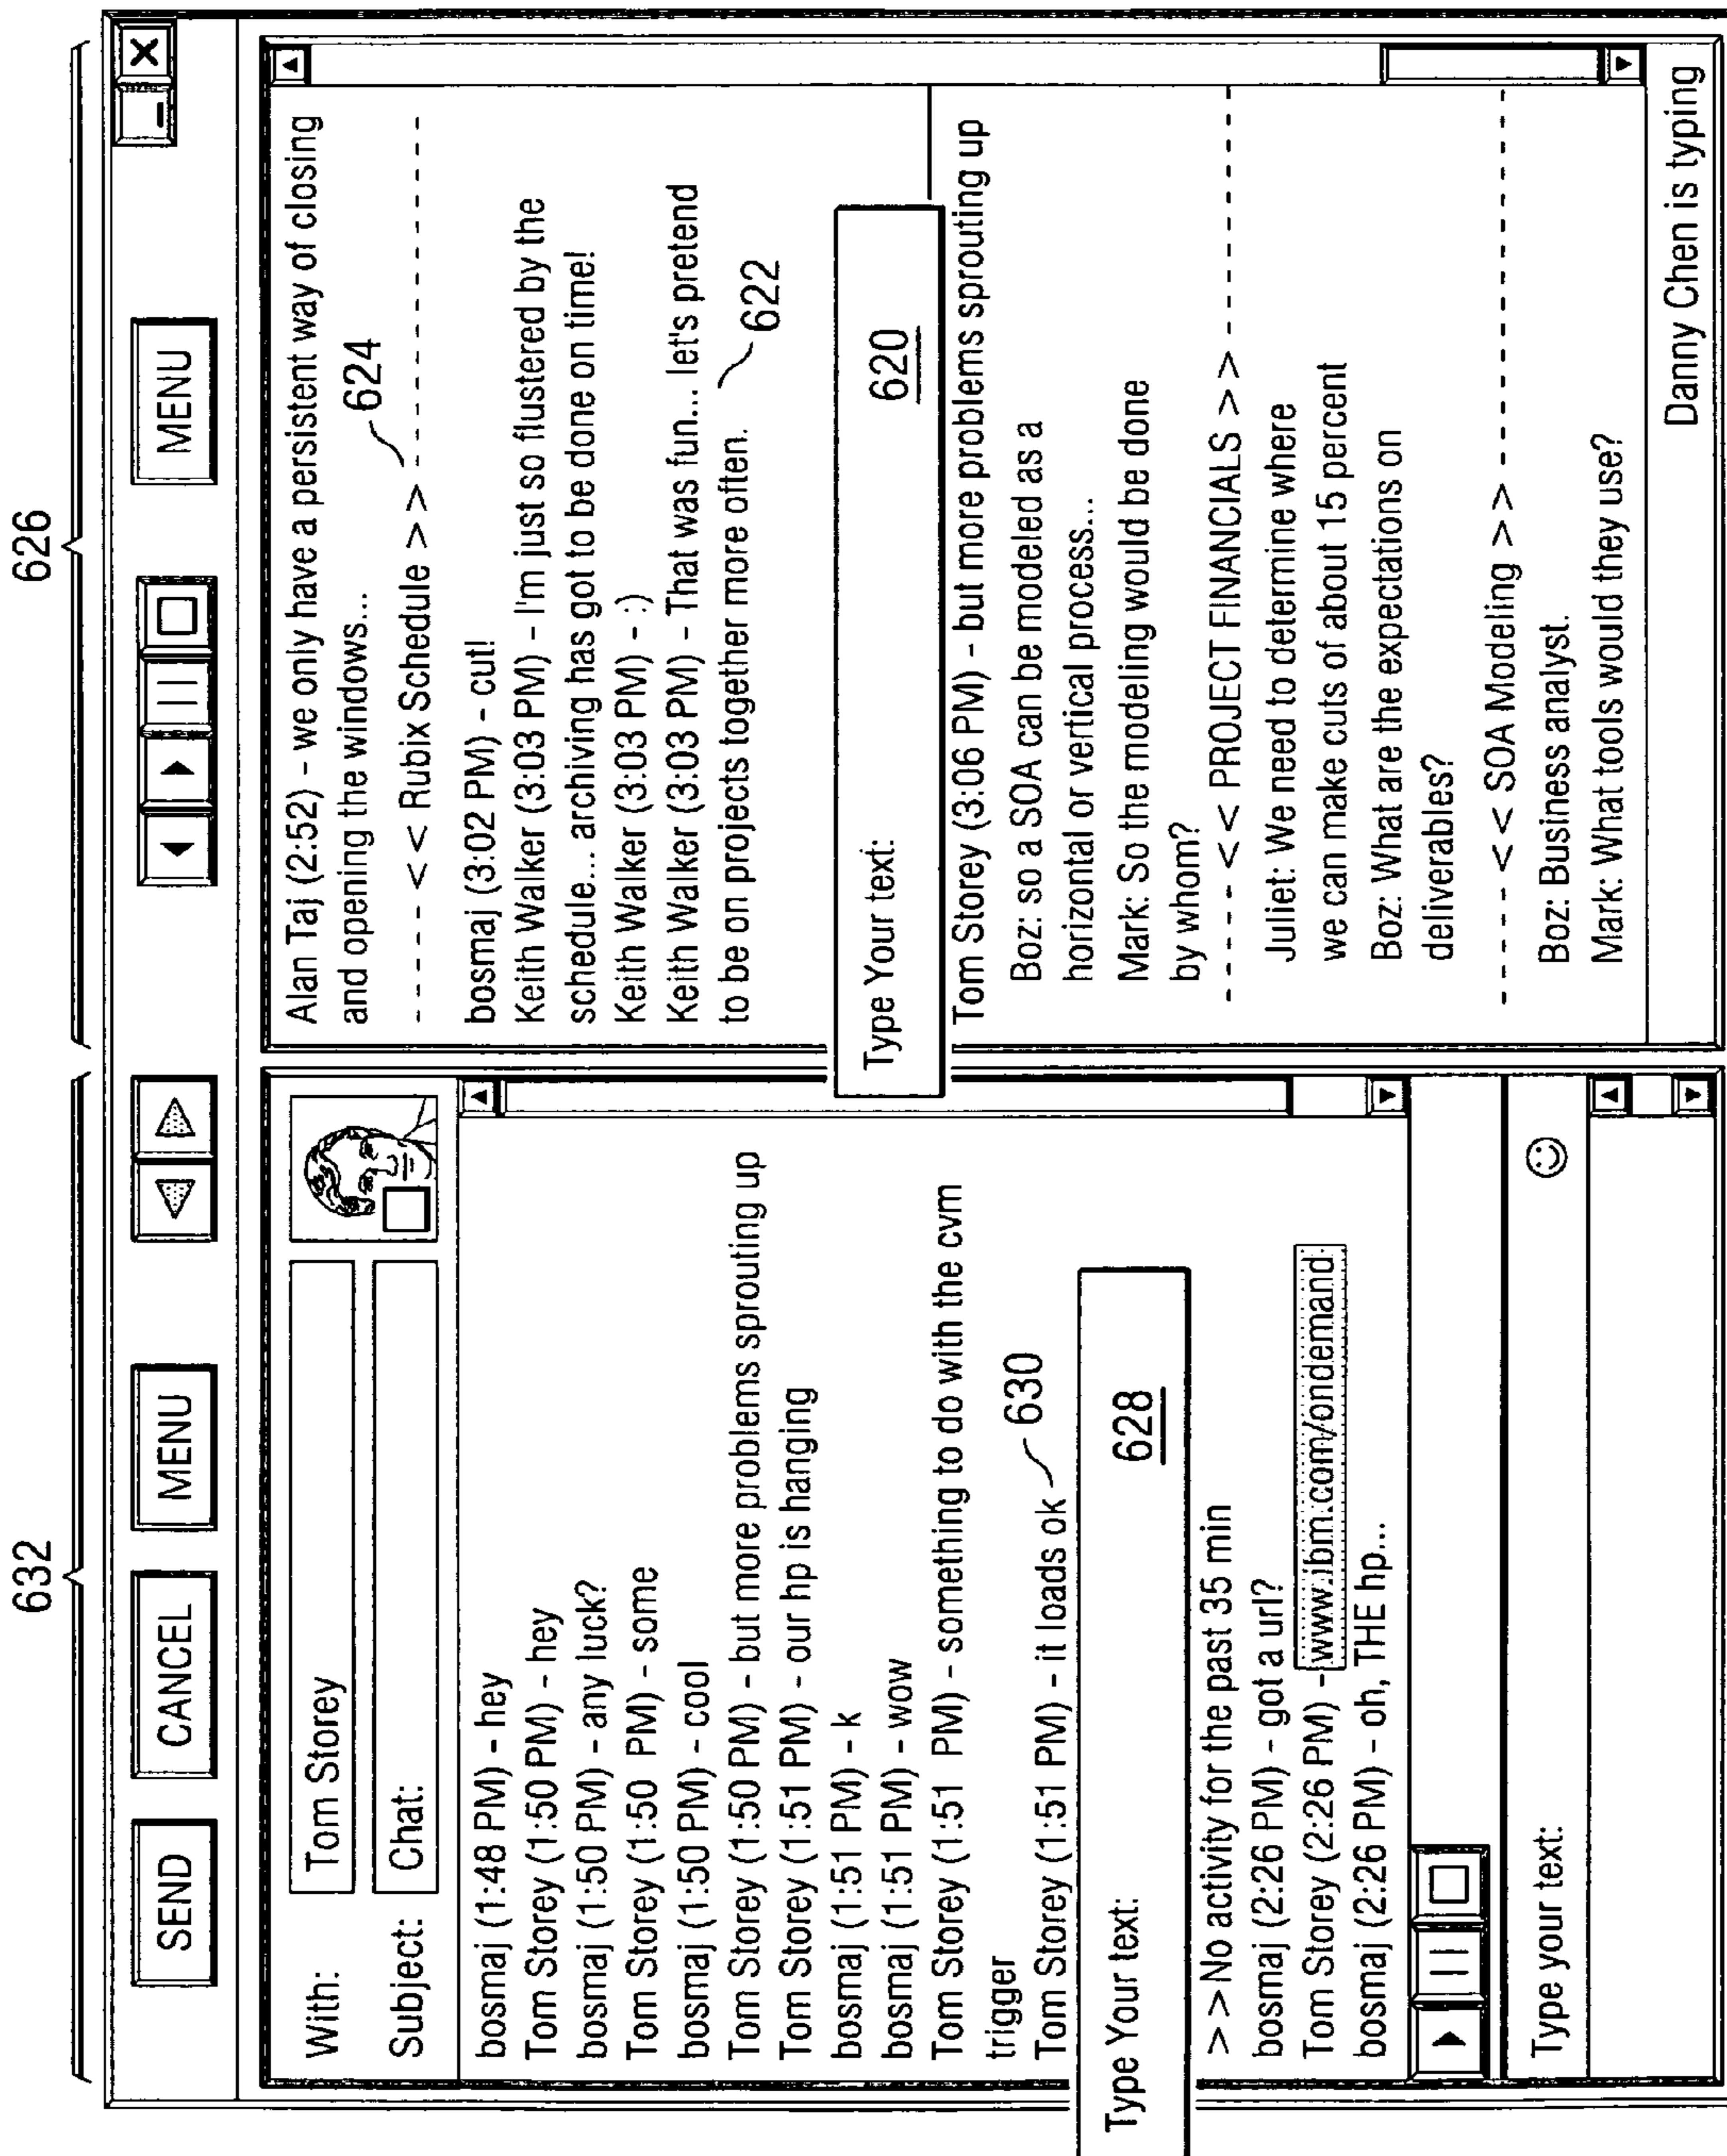 632
626
SEND
CANCEL
MENU
MENU
With:
Tom Storey
Subject:
Chat:
bosmaj (1:48 PM) – hey
Tom Storey (1:50 PM) – hey
bosmaj (1:50 PM) – any luck?
Tom Storey (1:50 PM) – some
bosmaj (1:50 PM) – cool
Tom Storey (1:50 PM) – but more problems sprouting up
Tom Storey (1:51 PM) – our hp is hanging
bosmaj (1:51 PM) – k
bosmaj (1:51 PM) – wow
Tom Storey (1:51 PM) – something to do with the cvm
trigger
Tom Storey (1:51 PM) – it loads ok
630
Type Your text:
628
> > No activity for the past 35 min
bosmaj (2:26 PM) – got a url?
Tom Storey (2:26 PM) – www.ibm.com/ondemand
bosmaj (2:26 PM) – oh, THE hp...
Type your text:
Alan Taj (2:52) – we only have a persistent way of closing
and opening the windows...
----- < < Rubix Schedule > > ------------------
624
bosmaj (3:02 PM) – cut!
Keith Walker (3:03 PM) – I'm just so flustered by the
schedule... archiving has got to be done on time!
Keith Walker (3:03 PM) – :)
Keith Walker (3:03 PM) – That was fun... let's pretend
to be on projects together more often.
622
Type Your text:
620
Tom Storey (3:06 PM) – but more problems sprouting up
Boz: so a SOA can be modeled as a
horizontal or vertical process...
Mark: So the modeling would be done
by whom?
----- < < PROJECT FINANCIALS > > -------------
Juliet: We need to determine where
we can make cuts of about 15 percent
Boz: What are the expectations on
deliverables?
----- < < SOA Modeling > > -------------------
Boz: Business analyst.
Mark: What tools would they use?
Danny Chen is typing